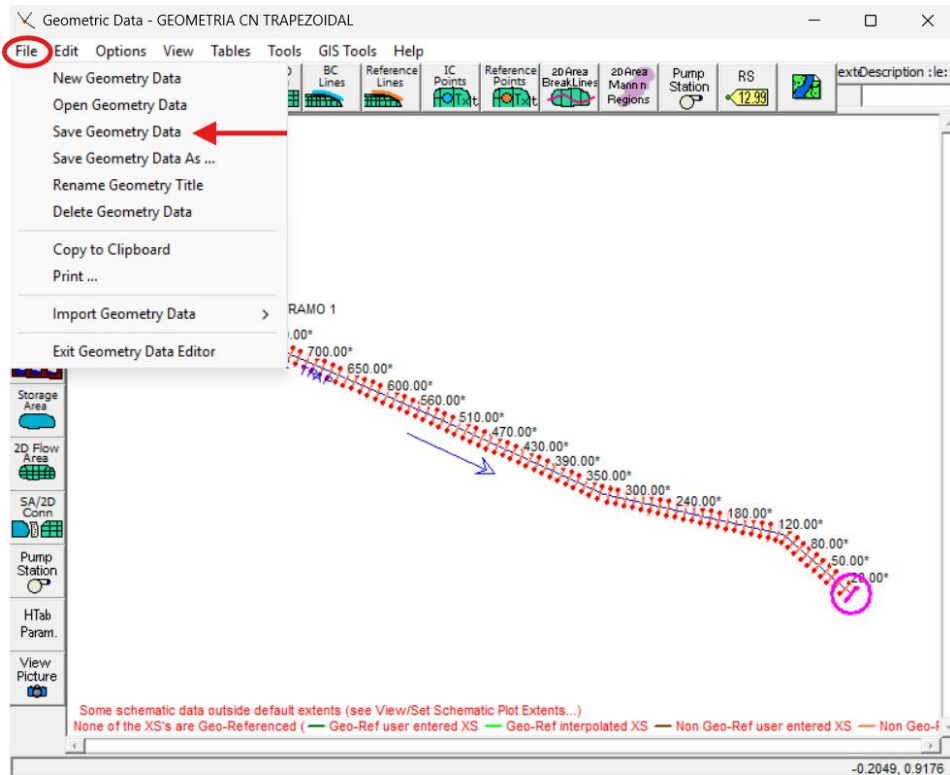 Geometric Data - GEOMETRIA CN TRAPEZOIDAL
File Edit Options View Tables Tools GIS Tools Help
New Geometry Data
Open Geometry Data
Save Geometry Data
Save Geometry Data As ...
Rename Geometry Title
Delete Geometry Data
Copy to Clipboard
Print ...
Import Geometry Data
Exit Geometry Data Editor
BC
Lines
Reference
Lines
IC
Points
Reference
Points
2D Area
BreakLines
2D Area
Mann n
Regions
Pump
Station
RS
12.99
Description :
Storage
Area
2D Flow
Area
SA/2D
Conn
Pump
Station
HTab
Param.
View
Picture
RAMO 1
.00*
700.00*
TRAP
650.00*
600.00*
560.00*
510.00*
470.00*
430.00*
390.00*
350.00*
300.00*
240.00*
180.00*
120.00*
80.00*
50.00*
20.00*
Some schematic data outside default extents (see View/Set Schematic Plot Extents...)
None of the XS's are Geo-Referenced ( — Geo-Ref user entered XS — Geo-Ref interpolated XS — Non Geo-Ref user entered XS — Non Geo-
-0.2049, 0.9176